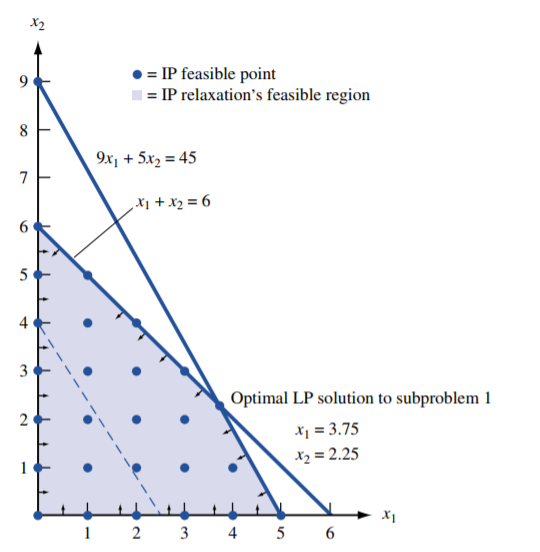 x₂
9
= IP feasible point
= IP relaxation's feasible region
8
9x₁ + 5x₂ = 45
7
x₁ + x₂ = 6
6
5
4
3
Optimal LP solution to subproblem 1
2
x₁ = 3.75
x₂ = 2.25
1
x₁
1 2 3 4 5 6